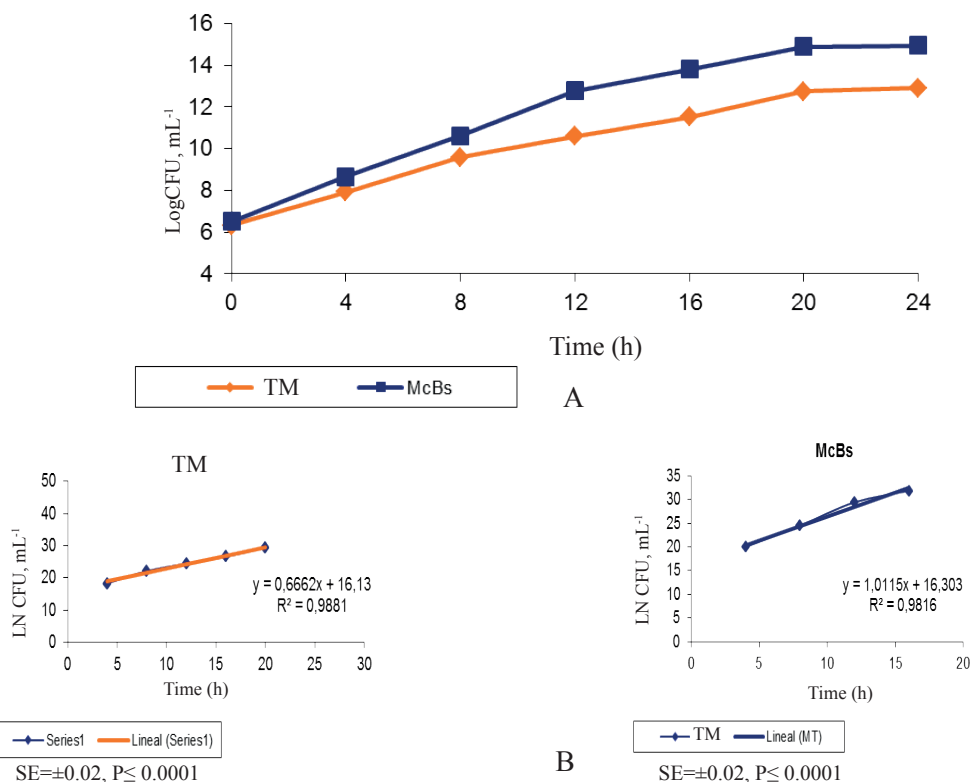 16
14
12
10
8
6
4
LogCFU, mL-1
0 4 8 12 16 20 24
Time (h)
TM McBs
A
TM
50
40
30
20
10
0
LN CFU, mL-1
y = 0,6662x + 16,13
R² = 0,9881
0 5 10 15 20 25 30
Time (h)
Series1 Lineal (Series1)
SE=±0.02, P≤ 0.0001
B
McBs
35
30
25
20
15
10
5
0
LN CFU, mL-1
y = 1,0115x + 16,303
R² = 0,9816
0 5 10 15 20
Time (h)
TM Lineal (MT)
SE=±0.02, P≤ 0.0001